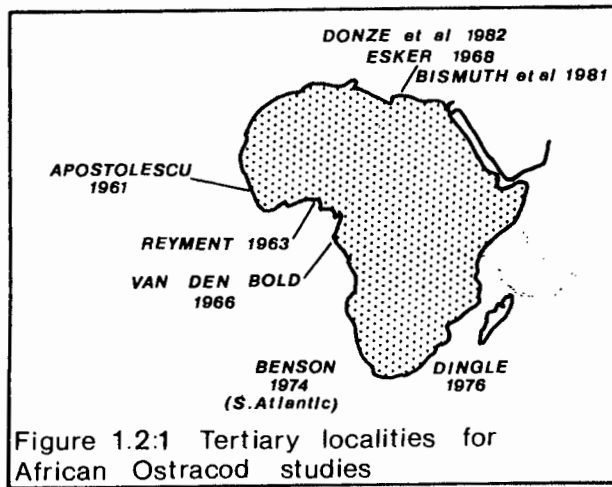 DONZE et al 1982
ESKER 1968
BISMUTH et al 1981
APOSTOLESCU
1961
REYMENT 1963
VAN DEN BOLD
1966
BENSON
1974
(S.Atlantic)
DINGLE
1976
Figure 1.2:1 Tertiary localities for
African Ostracod studies